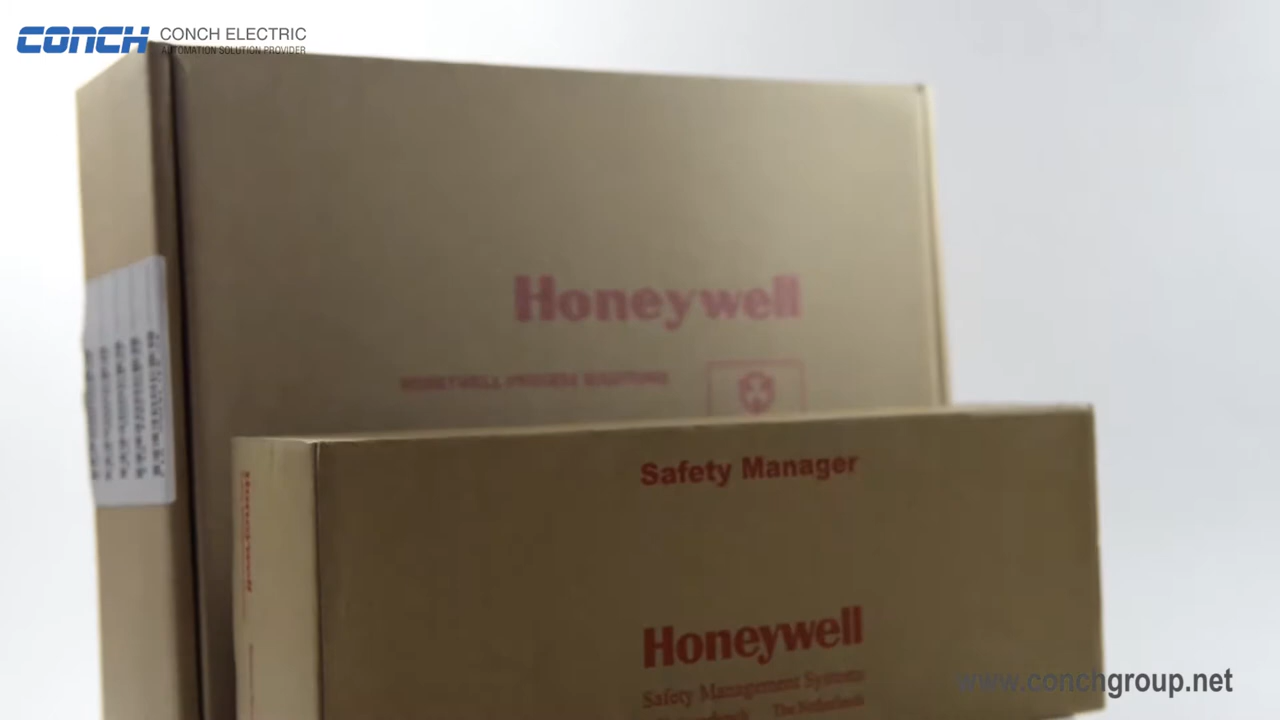 CONCH
CONCH ELECTRIC
AUTOMATION SOLUTION PROVIDER
Honeywell
HONEYWELL PROCESS SOLUTIONS
Safety Manager
Honeywell
Honeywell
Safety Management Systems
The Netherlands
www.conchgroup.net